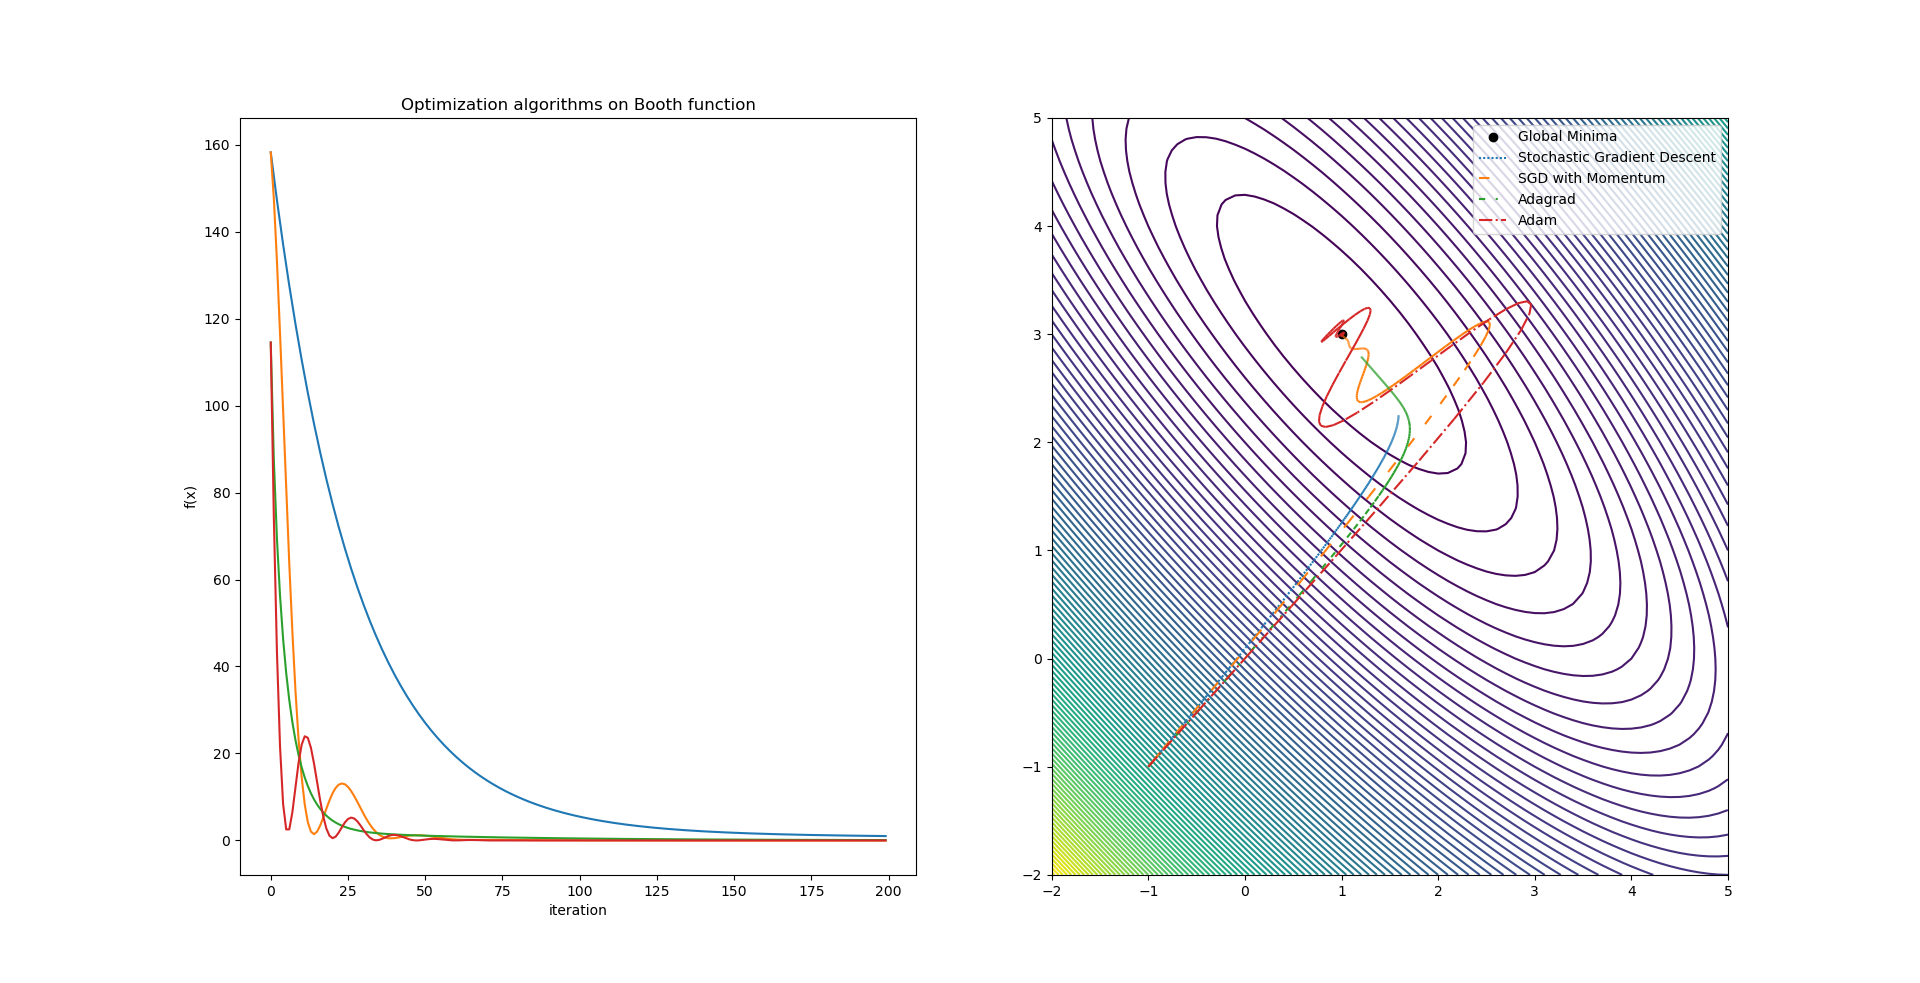 Optimization algorithms on Booth function
f(x)
160
140
120
100
80
60
40
20
0
0 25 50 75 100 125 150 175 200
iteration
5
4
3
2
1
0
−1
−2
−2 −1 0 1 2 3 4 5
Global Minima
Stochastic Gradient Descent
SGD with Momentum
Adagrad
Adam